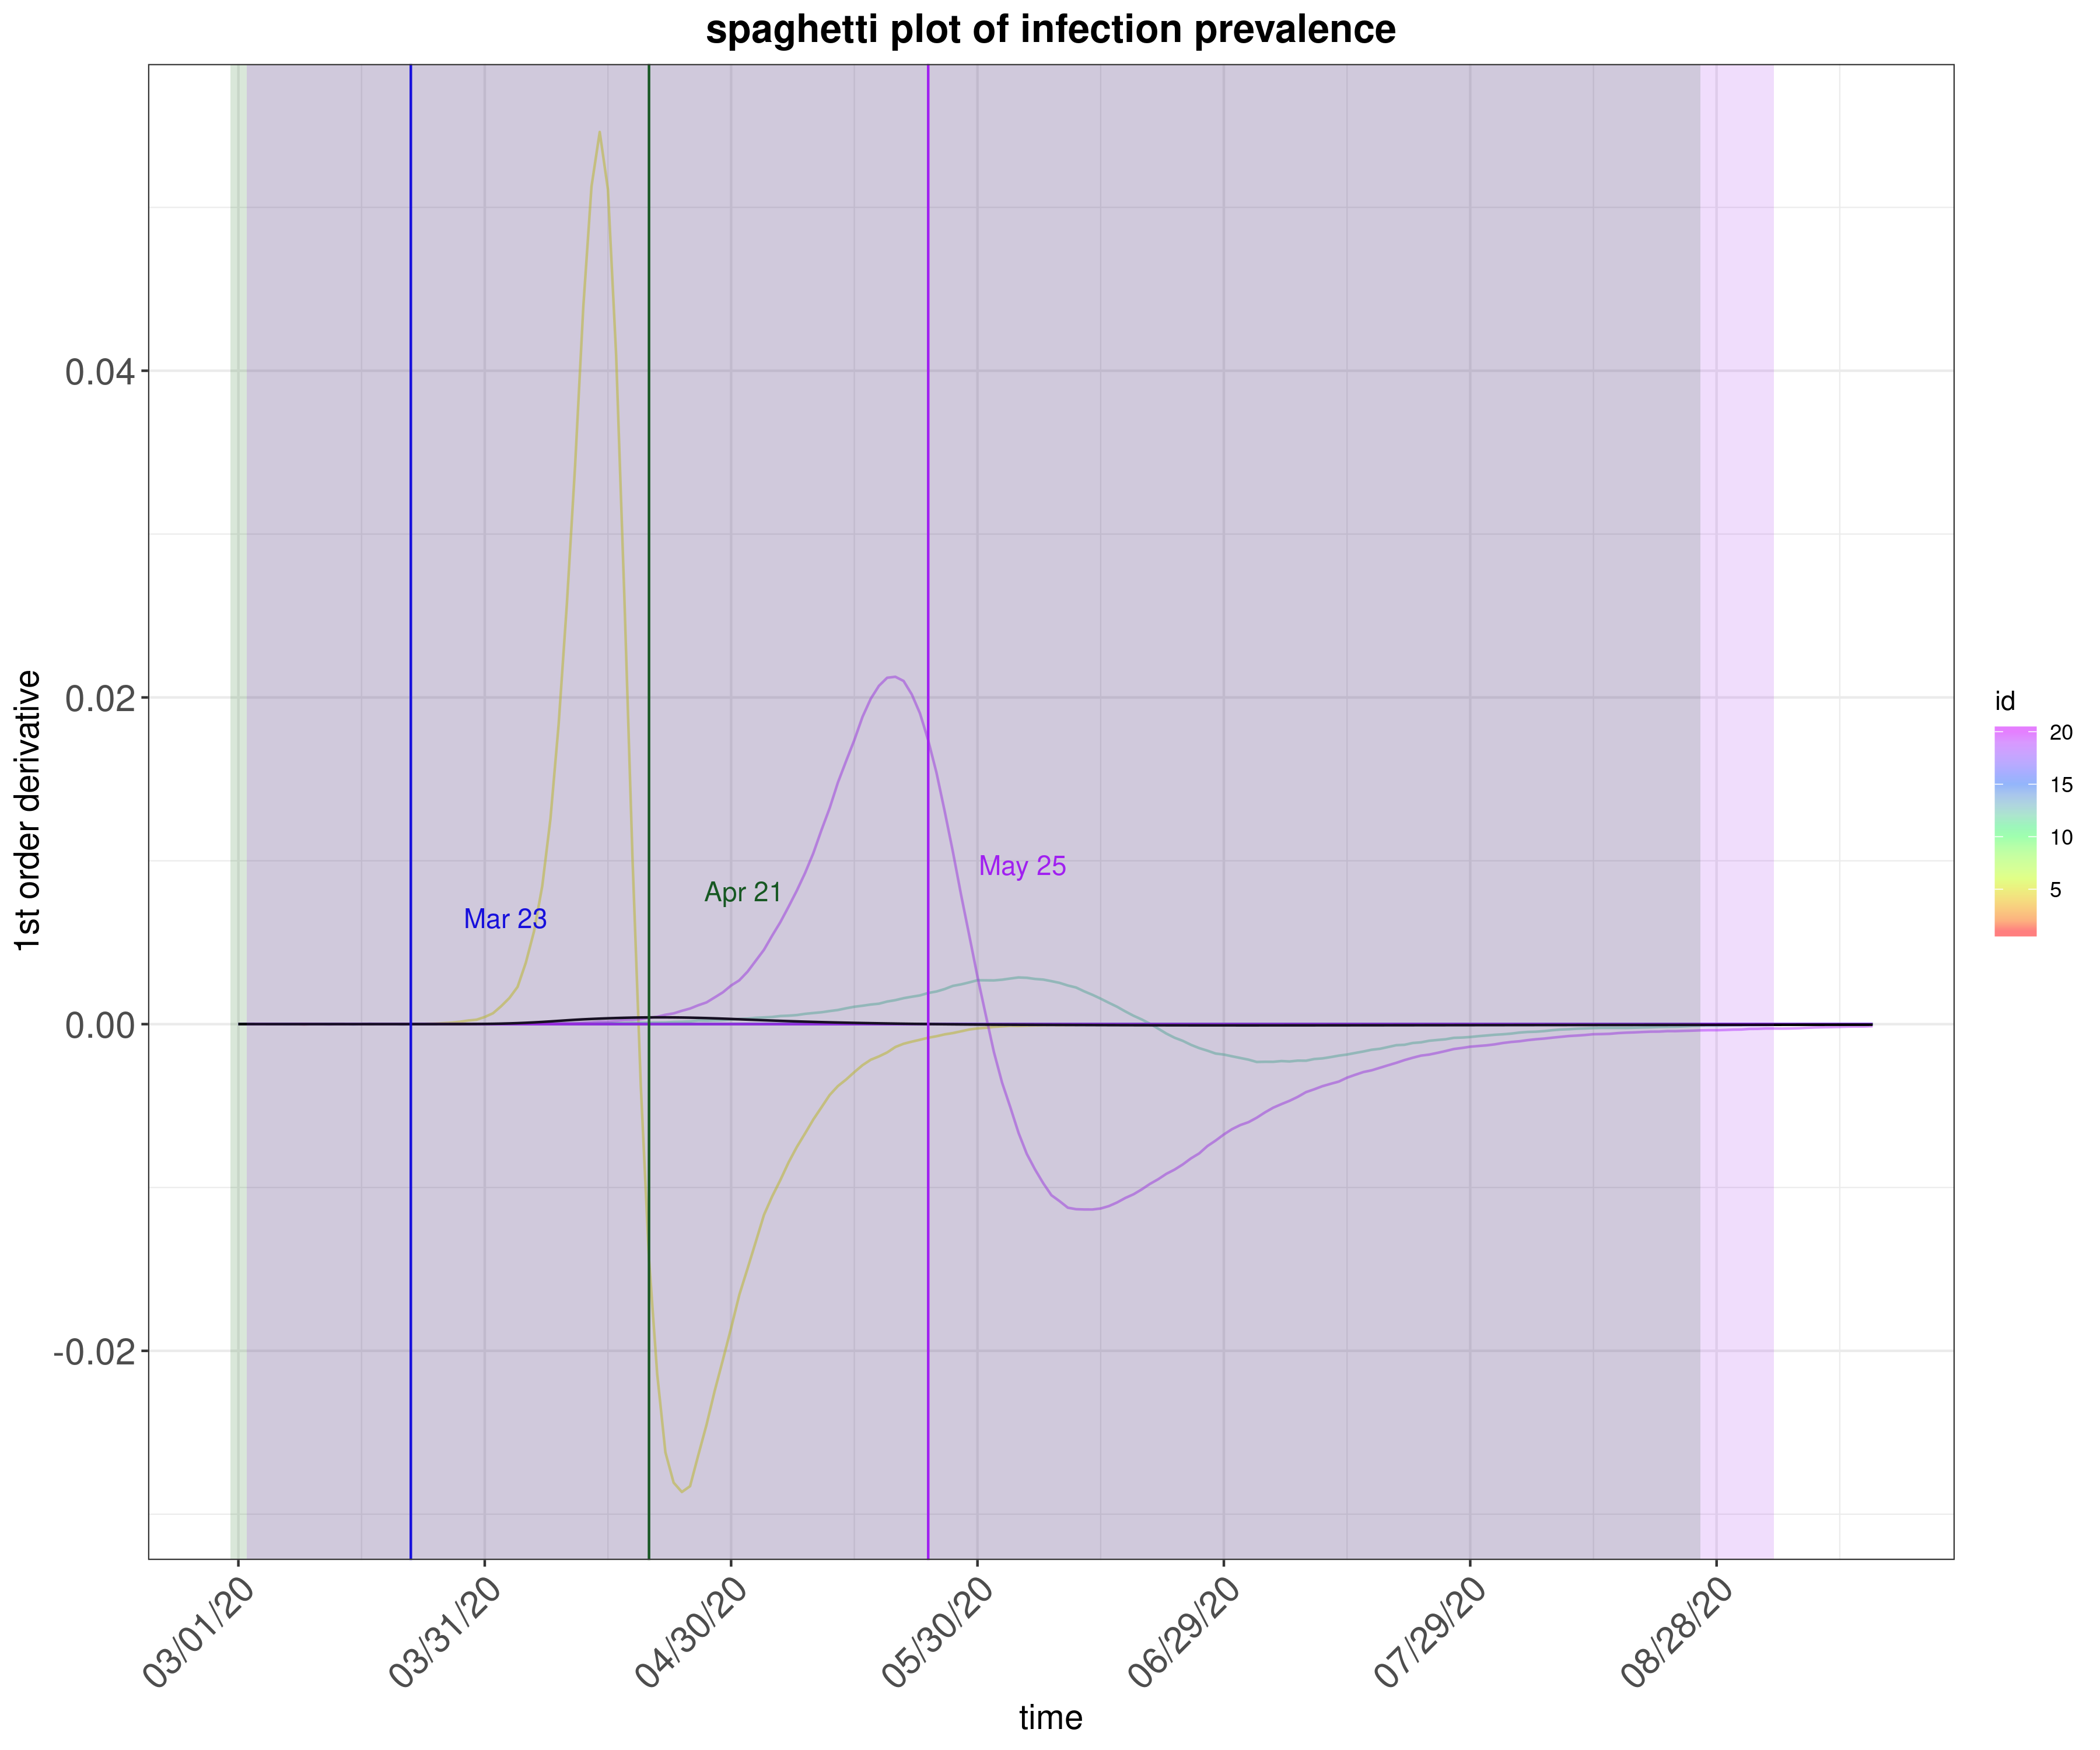 spaghetti plot of infection prevalence
1st order derivative
0.04
0.02
0.00
-0.02
Mar 23
Apr 21
May 25
id
20
15
10
5
03/01/20
03/31/20
04/30/20
05/30/20
06/29/20
07/29/20
08/28/20
time